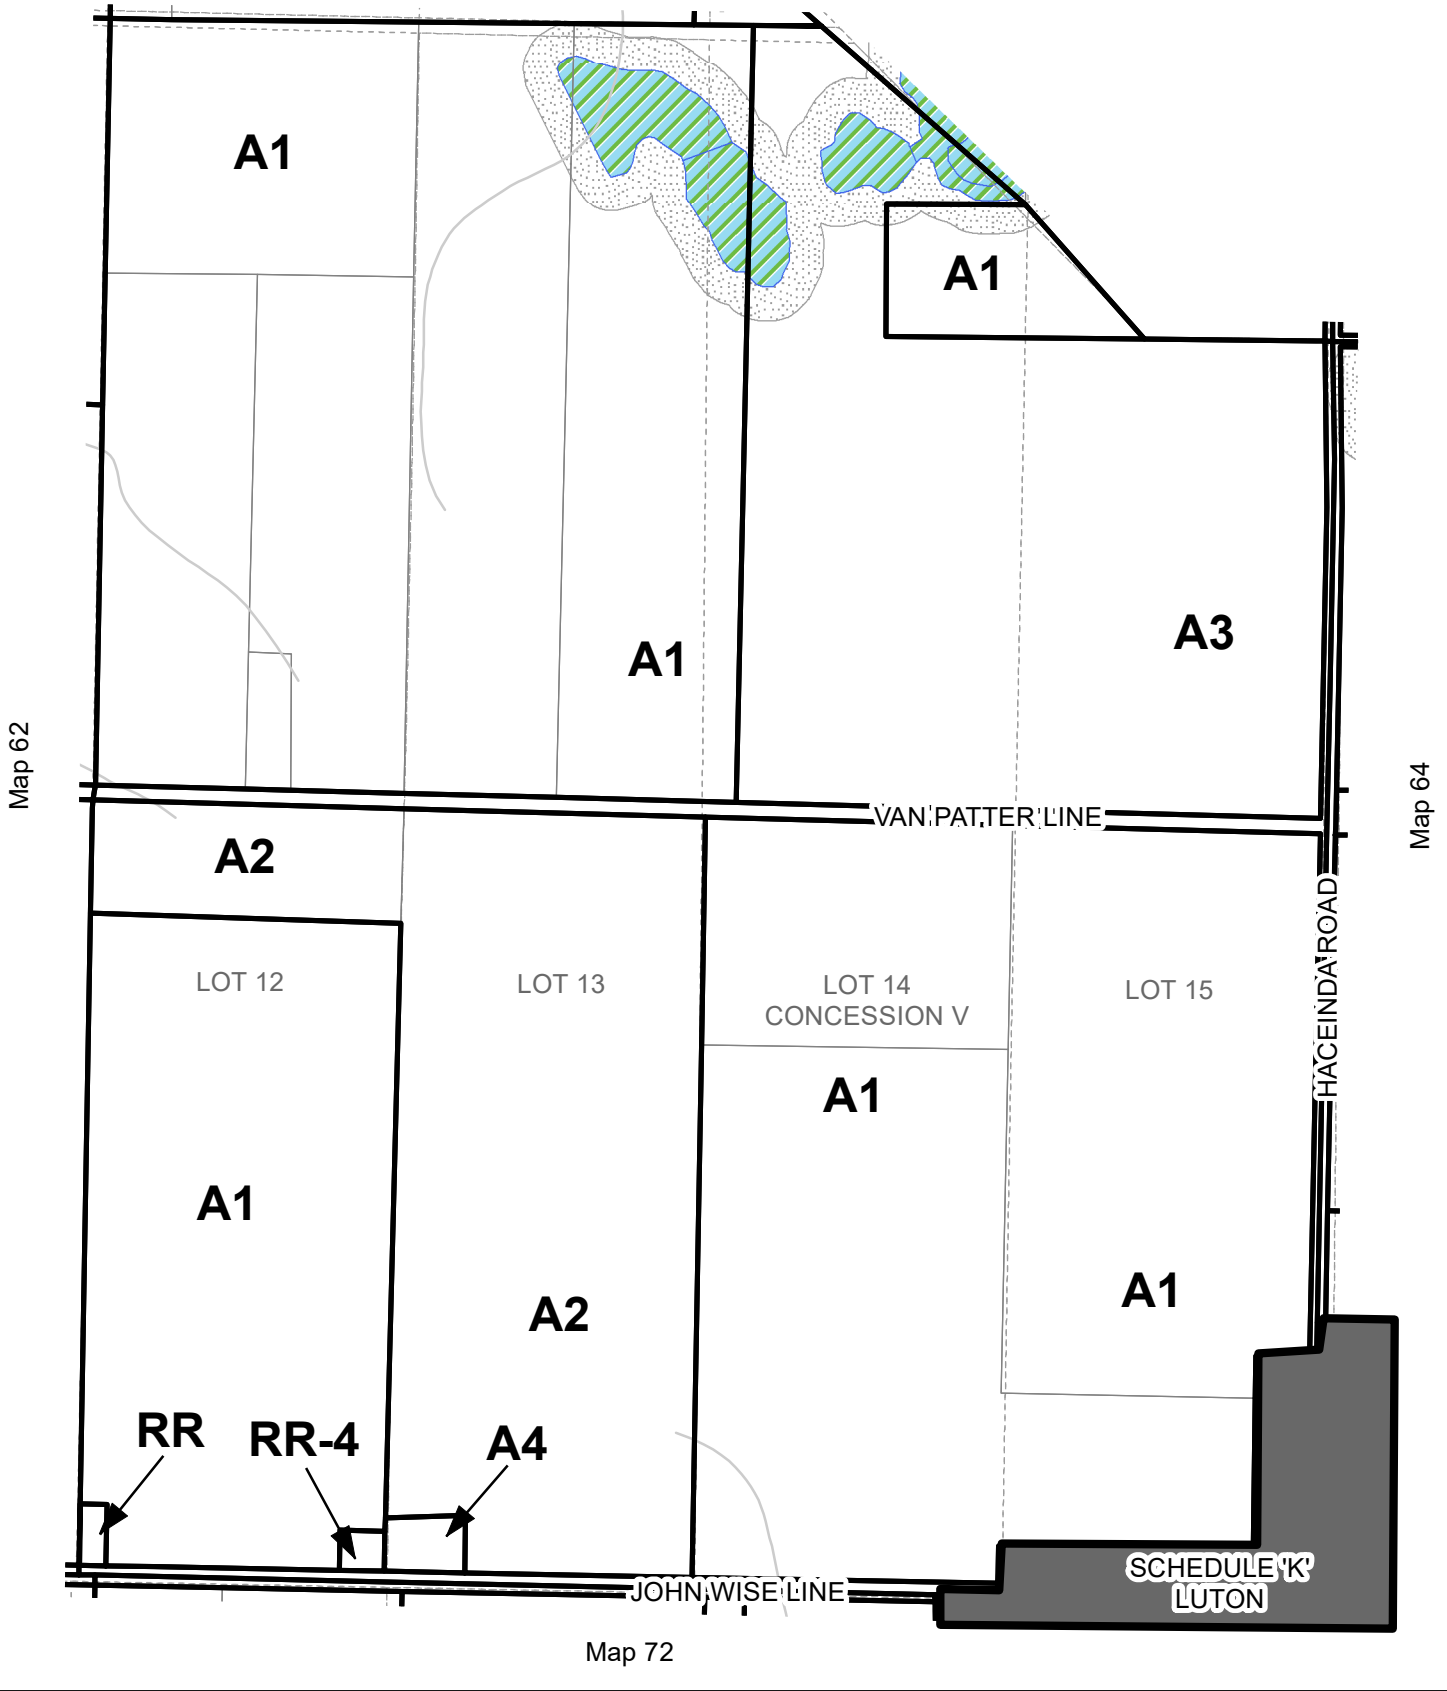 A1
A1
A3
A1
Map 62
Map 64
VAN PATTER LINE
A2
HACEINDA ROAD
LOT 12
LOT 13
LOT 14
CONCESSION V
LOT 15
A1
A1
A1
A2
RR
RR-4
A4
SCHEDULE 'K'
LUTON
JOHN WISE LINE
Map 72